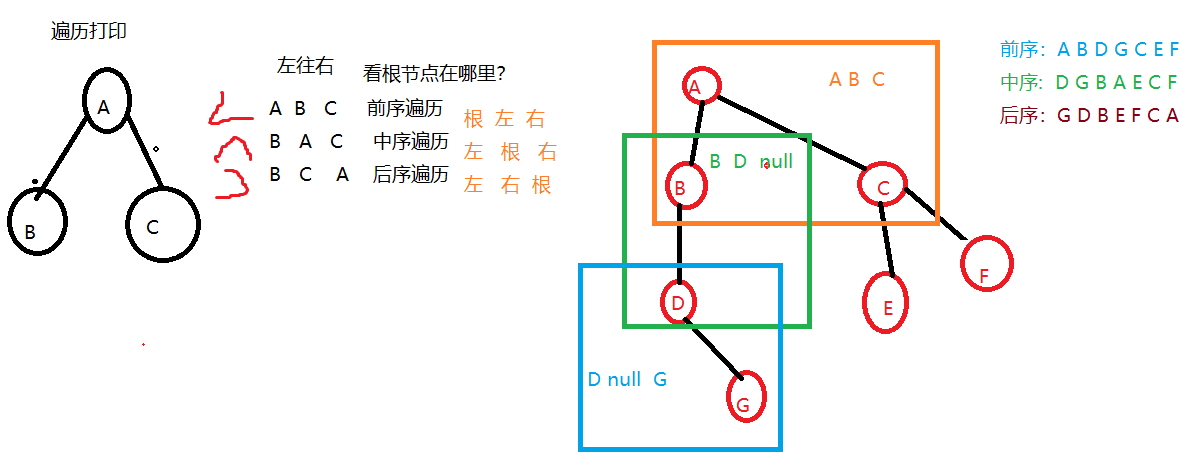 遍历打印
A
B
C
左往右
看根节点在哪里?
A B C 前序遍历 根 左 右
B A C 中序遍历 左 根 右
B C A 后序遍历 左 右 根
A B C
A
B D null
B
C
D
E
F
D null G
G
前序: A B D G C E F
中序: D G B A E C F
后序: G D B E F C A